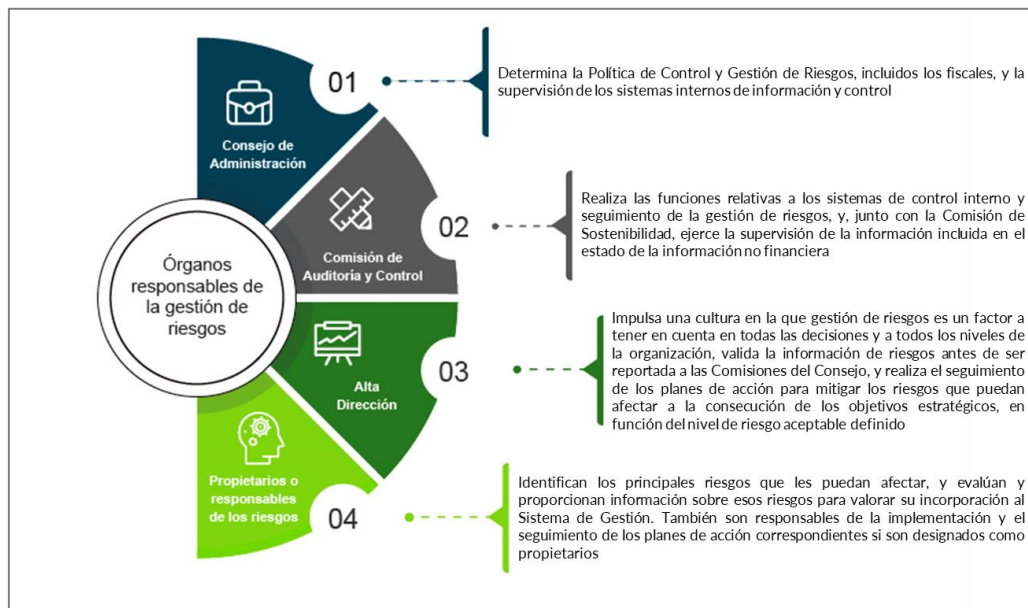 Órganos
responsables de
la gestión de
riesgos
01
Consejo de
Administración
Determina la Política de Control y Gestión de Riesgos, incluidos los fiscales, y la
supervisión de los sistemas internos de información y control
02
Comisión de
Auditoría y Control
Realiza las funciones relativas a los sistemas de control interno y
seguimiento de la gestión de riesgos, y, junto con la Comisión de
Sostenibilidad, ejerce la supervisión de la información incluida en el
estado de la información no financiera
03
Alta
Dirección
Impulsa una cultura en la que gestión de riesgos es un factor a
tener en cuenta en todas las decisiones y a todos los niveles de
la organización, valida la información de riesgos antes de ser
reportada a las Comisiones del Consejo, y realiza el seguimiento
de los planes de acción para mitigar los riesgos que puedan
afectar a la consecución de los objetivos estratégicos, en
función del nivel de riesgo aceptable definido
04
Propietarios o
responsables
de los riesgos
Identifican los principales riesgos que les puedan afectar, y evalúan y
proporcionan información sobre esos riesgos para valorar su incorporación al
Sistema de Gestión. También son responsables de la implementación y el
seguimiento de los planes de acción correspondientes si son designados como
propietarios